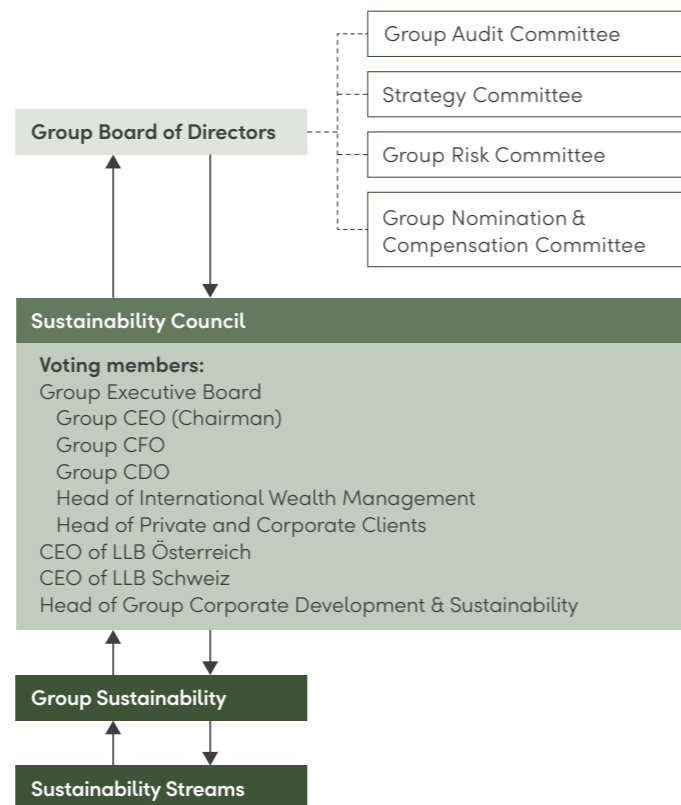 Group Audit Committee
Strategy Committee
Group Board of Directors
Group Risk Committee
Group Nomination &
Compensation Committee
Sustainability Council
Voting members:
Group Executive Board
Group CEO (Chairman)
Group CFO
Group CDO
Head of International Wealth Management
Head of Private and Corporate Clients
CEO of LLB Österreich
CEO of LLB Schweiz
Head of Group Corporate Development & Sustainability
Group Sustainability
Sustainability Streams